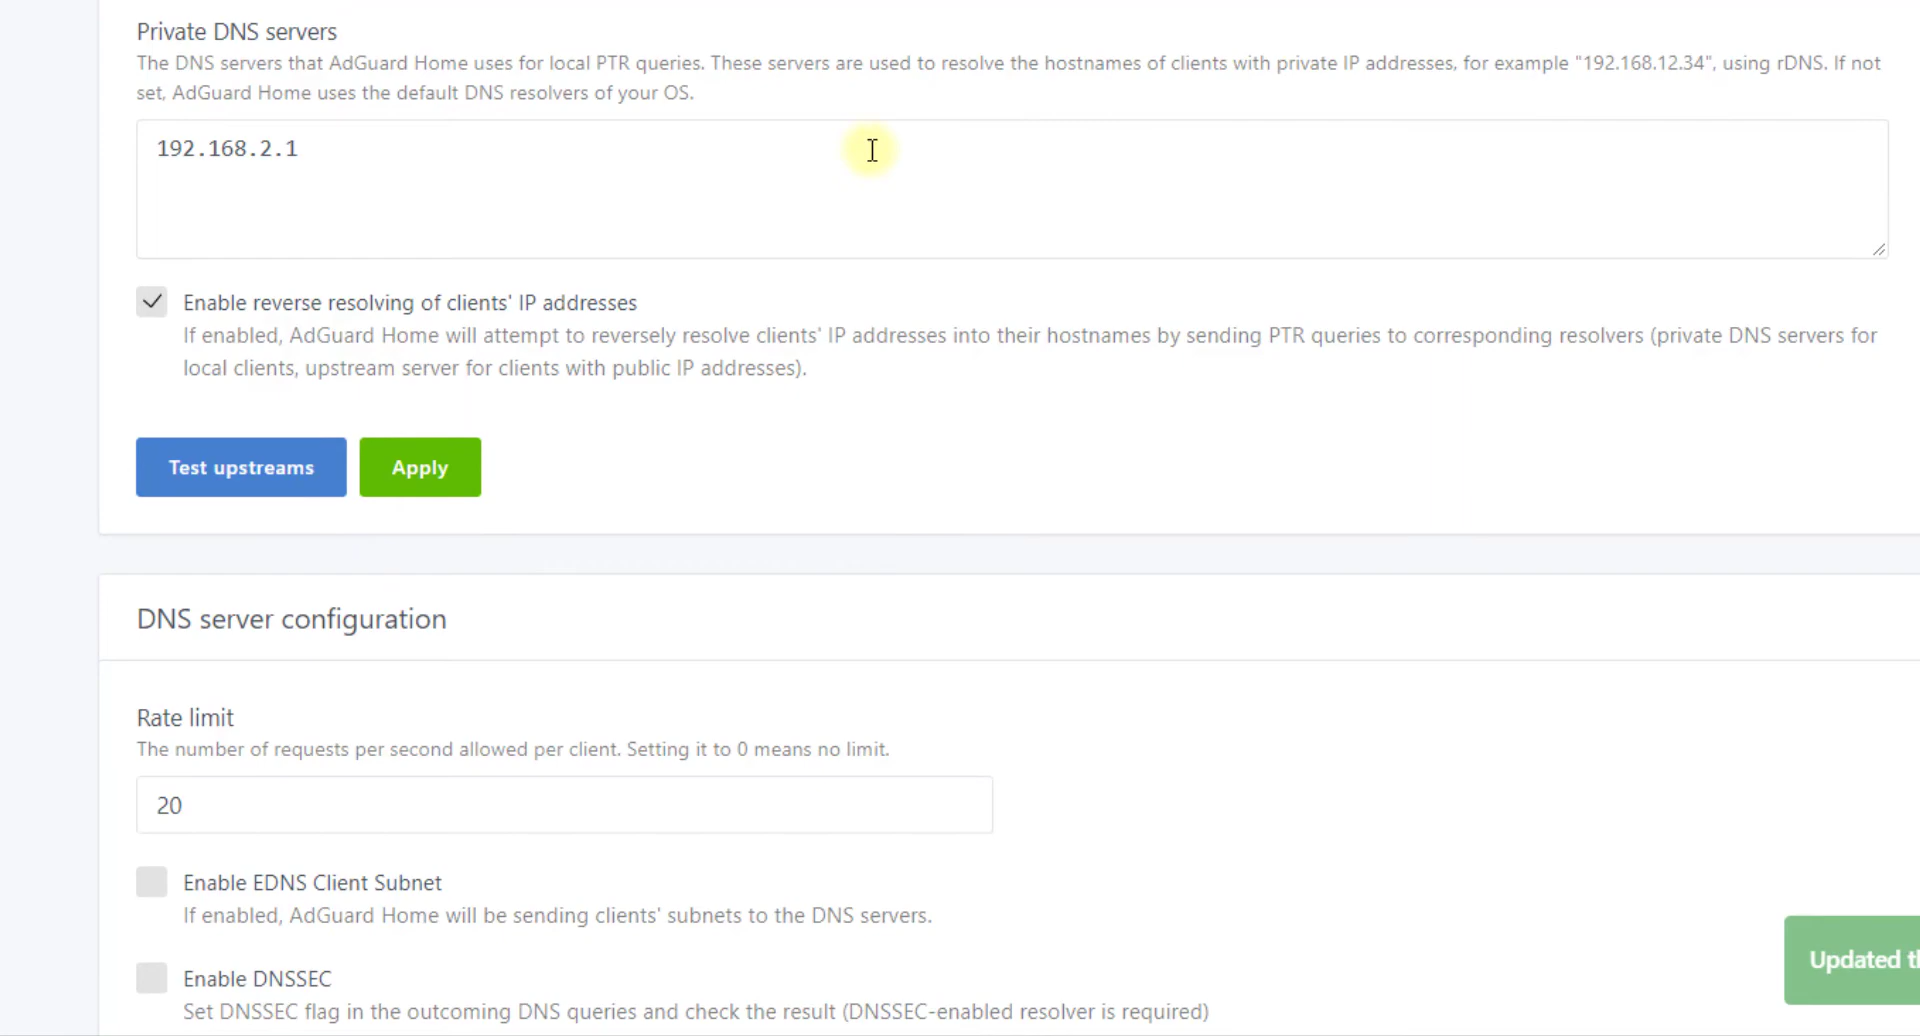 Private DNS servers
The DNS servers that AdGuard Home uses for local PTR queries. These servers are used to resolve the hostnames of clients with private IP addresses, for example "192.168.12.34", using rDNS. If not
set, AdGuard Home uses the default DNS resolvers of your OS.
192.168.2.1
Enable reverse resolving of clients' IP addresses
If enabled, AdGuard Home will attempt to reversely resolve clients' IP addresses into their hostnames by sending PTR queries to corresponding resolvers (private DNS servers for
local clients, upstream server for clients with public IP addresses).
Test upstreams
Apply
DNS server configuration
Rate limit
The number of requests per second allowed per client. Setting it to 0 means no limit.
20
Enable EDNS Client Subnet
If enabled, AdGuard Home will be sending clients' subnets to the DNS servers.
Updated
Enable DNSSEC
Set DNSSEC flag in the outcoming DNS queries and check the result (DNSSEC-enabled resolver is required)